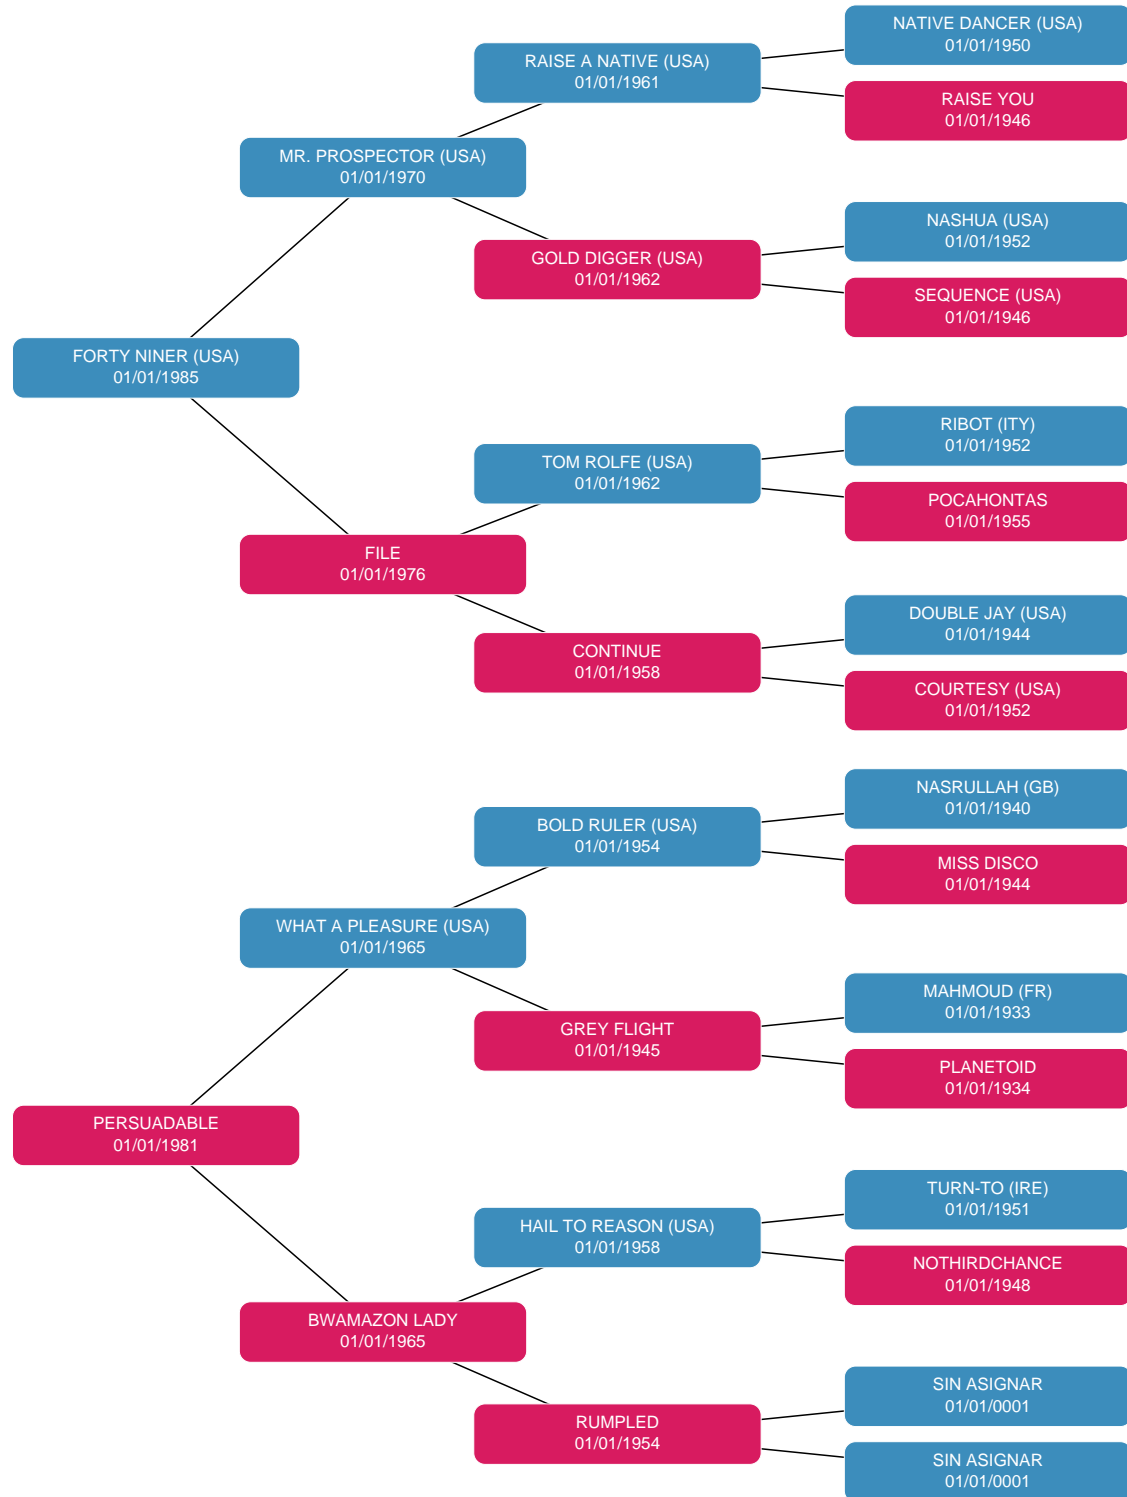 NATIVE DANCER (USA)
01/01/1950
RAISE A NATIVE (USA)
01/01/1961
RAISE YOU
01/01/1946
MR. PROSPECTOR (USA)
01/01/1970
NASHUA (USA)
01/01/1952
GOLD DIGGER (USA)
01/01/1962
SEQUENCE (USA)
01/01/1946
FORTY NINER (USA)
01/01/1985
RIBOT (ITY)
01/01/1952
TOM ROLFE (USA)
01/01/1962
POCAHONTAS
01/01/1955
FILE
01/01/1976
DOUBLE JAY (USA)
01/01/1944
CONTINUE
01/01/1958
COURTESY (USA)
01/01/1952
NASRULLAH (GB)
01/01/1940
BOLD RULER (USA)
01/01/1954
MISS DISCO
01/01/1944
WHAT A PLEASURE (USA)
01/01/1965
MAHMOUD (FR)
01/01/1933
GREY FLIGHT
01/01/1945
PLANETOID
01/01/1934
PERSUADABLE
01/01/1981
TURN-TO (IRE)
01/01/1951
HAIL TO REASON (USA)
01/01/1958
NOTHIRDCHANCE
01/01/1948
BWAMAZON LADY
01/01/1965
SIN ASIGNAR
01/01/0001
RUMPLED
01/01/1954
SIN ASIGNAR
01/01/0001